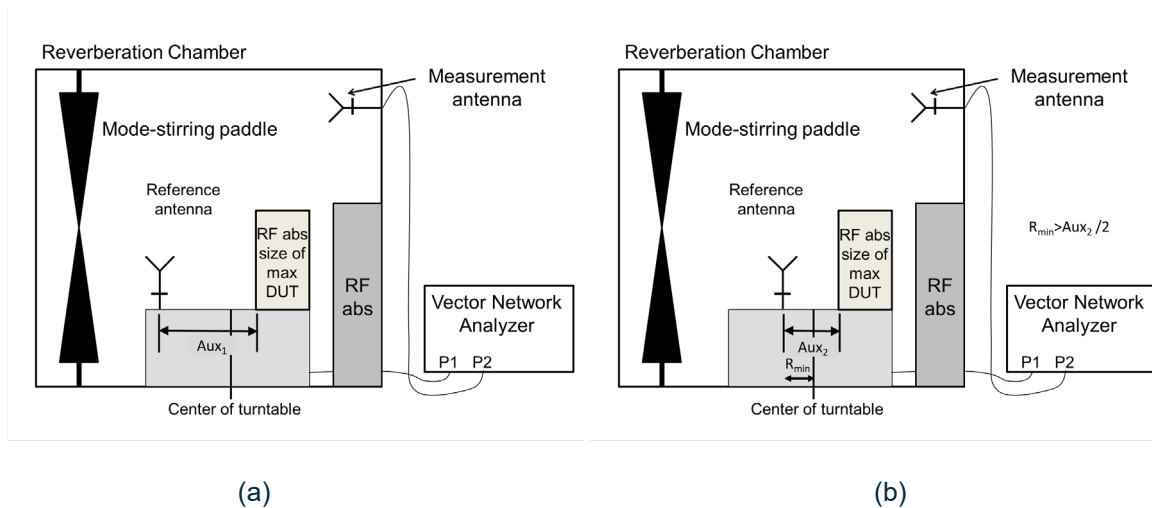 Reverberation Chamber
Measurement
antenna
Mode-stirring paddle
Reference
antenna
RF abs
size of
max
DUT
RF
abs
Vector Network
Analyzer
P1 P2
Aux₁
Center of turntable
(a)
Reverberation Chamber
Measurement
antenna
Mode-stirring paddle
Reference
antenna
RF abs
size of
max
DUT
Rₘᵢₙ>Aux₂ /2
RF
abs
Vector Network
Analyzer
P1 P2
Aux₂
Rₘᵢₙ
Center of turntable
(b)